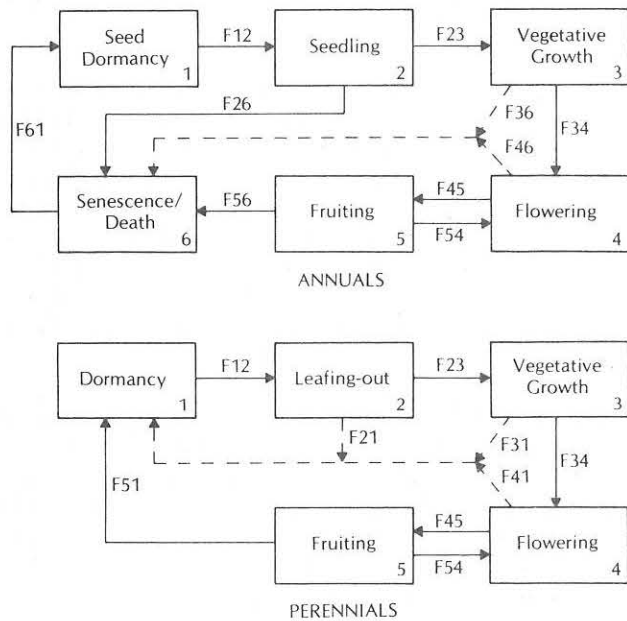 Seed
Dormancy
1
F12
Seedling
2
F23
Vegetative
Growth
3
F26
F36
F34
F61
F46
Senescence/
Death
6
F56
Fruiting
5
F45
F54
Flowering
4
ANNUALS
Dormancy
1
F12
Leafing-out
2
F23
Vegetative
Growth
3
F21
F31
F34
F51
F41
Fruiting
5
F45
F54
Flowering
4
PERENNIALS